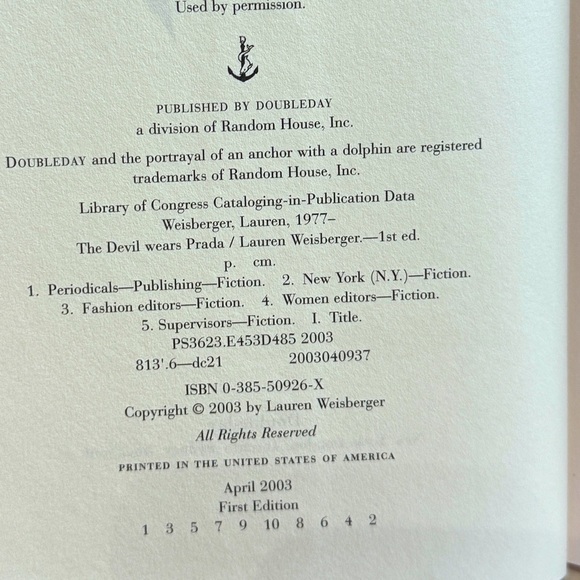 Used by permission.
PUBLISHED BY DOUBLEDAY
a division of Random House, Inc.
DOUBLEDAY and the portrayal of an anchor with a dolphin are registered
trademarks of Random House, Inc.
Library of Congress Cataloging-in-Publication Data
Weisberger, Lauren, 1977–
The Devil wears Prada / Lauren Weisberger.—1st ed.
p. cm.
1. Periodicals—Publishing—Fiction. 2. New York (N.Y.)—Fiction.
3. Fashion editors—Fiction. 4. Women editors—Fiction.
5. Supervisors—Fiction. I. Title.
PS3623.E453D485 2003
813'.6—dc21 2003040937
ISBN 0-385-50926-X
Copyright © 2003 by Lauren Weisberger
All Rights Reserved
PRINTED IN THE UNITED STATES OF AMERICA
April 2003
First Edition
1 3 5 7 9 10 8 6 4 2